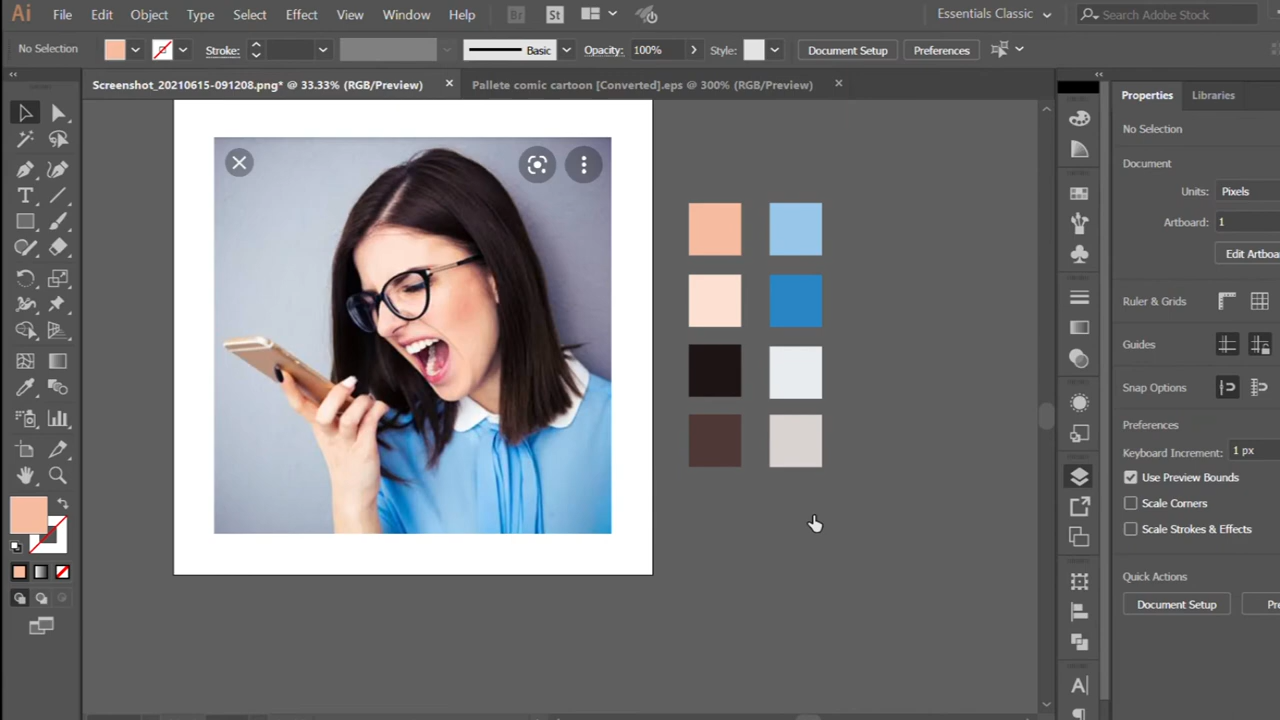 Ai File Edit Object Type Select Effect View Window Help Br St Essentials Classic Search Adobe Stock
No Selection Stroke: Basic Opacity: 100% Style: Document Setup Preferences
Screenshot_20210615-091208.png* @ 33.33% (RGB/Preview) Pallete comic cartoon [Converted].eps @ 300% (RGB/Preview)
Properties Libraries
No Selection
Document
Units: Pixels
Artboard: 1
Edit Artboa
Ruler & Grids
Guides
Snap Options
Preferences
Keyboard Increment: 1 px
Use Preview Bounds
Scale Corners
Scale Strokes & Effects
Quick Actions
Document Setup Pre